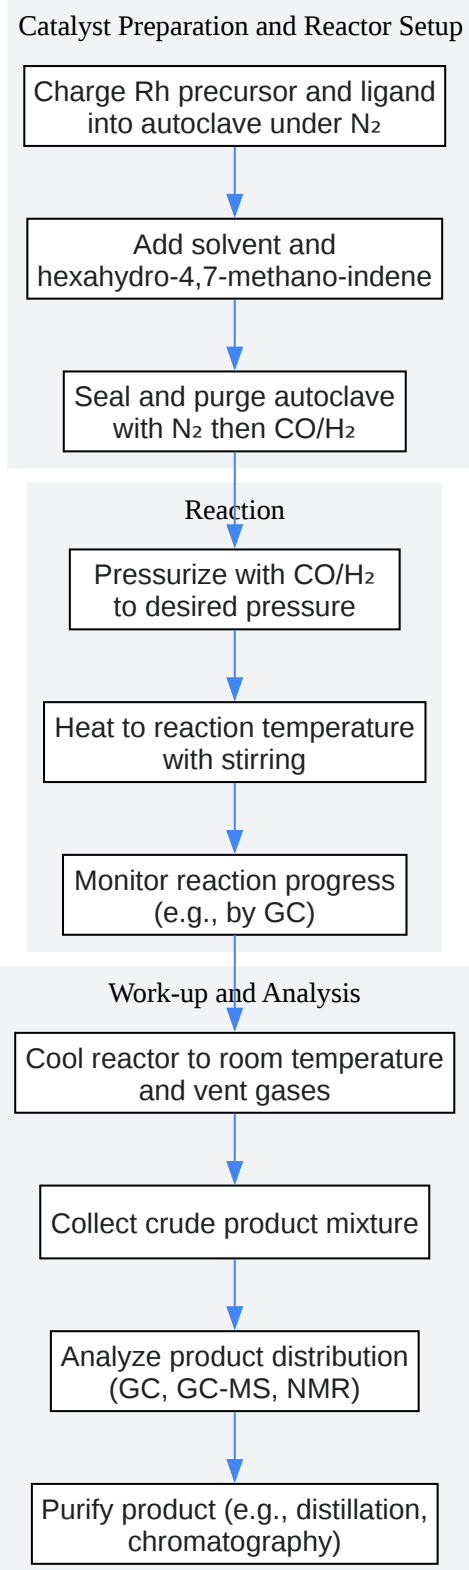 Catalyst Preparation and Reactor Setup
Charge Rh precursor and ligand
into autoclave under N₂
Add solvent and
hexahydro-4,7-methano-indene
Seal and purge autoclave
with N₂ then CO/H₂
Reaction
Pressurize with CO/H₂
to desired pressure
Heat to reaction temperature
with stirring
Monitor reaction progress
(e.g., by GC)
Work-up and Analysis
Cool reactor to room temperature
and vent gases
Collect crude product mixture
Analyze product distribution
(GC, GC-MS, NMR)
Purify product (e.g., distillation,
chromatography)